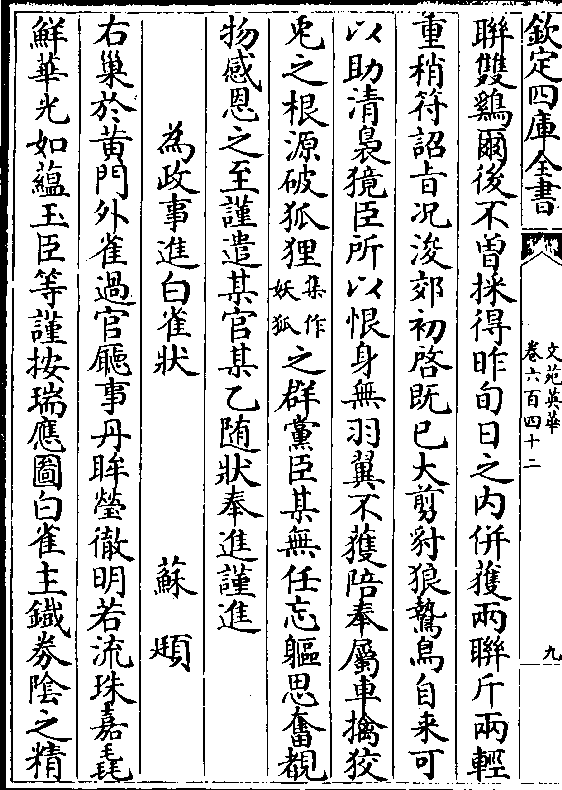 欽定四庫全書
文苑英華
卷六百四十二
九
聯雙鷄爾後不曾採得昨旬日之内併獲兩聯斤兩輕
重稍符詔旨况浚郊初啓既已大剪豺狼鷙鳥自来可
以助清梟獍臣所以恨身無羽翼不獲陪奉屬車擒狡
兎之根源破狐狸集作妖狐之群黨臣某無任忘軀思奮覩
物感恩之至謹遣某官某乙随狀奉進謹進
為政事進白雀狀 蘇頲
右巢於黄門外雀過官廳事丹眸瑩徹明若流珠嘉毳
鮮華光如蘊玉臣等謹按瑞應圖白雀主鐡券隂之精